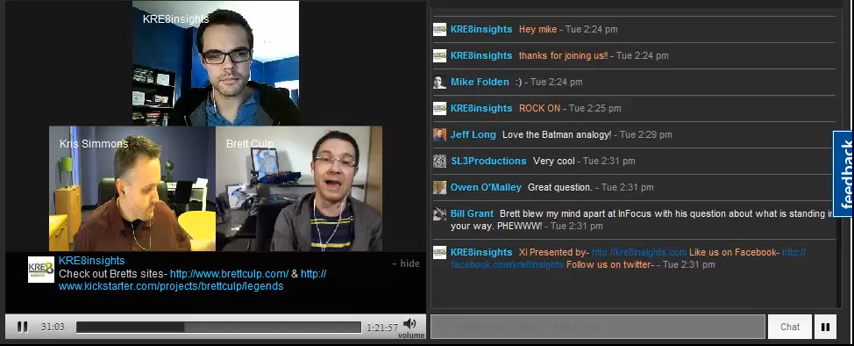 KRE8insights
Kris Simmons
Brett Culp
KRE8insights
Check out Bretts sites- http://www.brettculp.com/ & http://
www.kickstarter.com/projects/brettculp/legends
– hide
31:03
1:21:57
volume
KRE8insights Hey mike - Tue 2:24 pm
KRE8insights thanks for joining us!! - Tue 2:24 pm
Mike Folden :) - Tue 2:24 pm
KRE8insights ROCK ON - Tue 2:25 pm
Jeff Long Love the Batman analogy! - Tue 2:29 pm
SL3Productions Very cool - Tue 2:31 pm
Owen O'Malley Great question. - Tue 2:31 pm
Bill Grant Brett blew my mind apart at InFocus with his question about what is standing in
your way. PHEWWW! - Tue 2:31 pm
KRE8insights Xi Presented by- http://kre8insights.com Like us on Facebook- http://
facebook.com/kre8insights Follow us on twitter- - Tue 2:31 pm
Chat
feedback